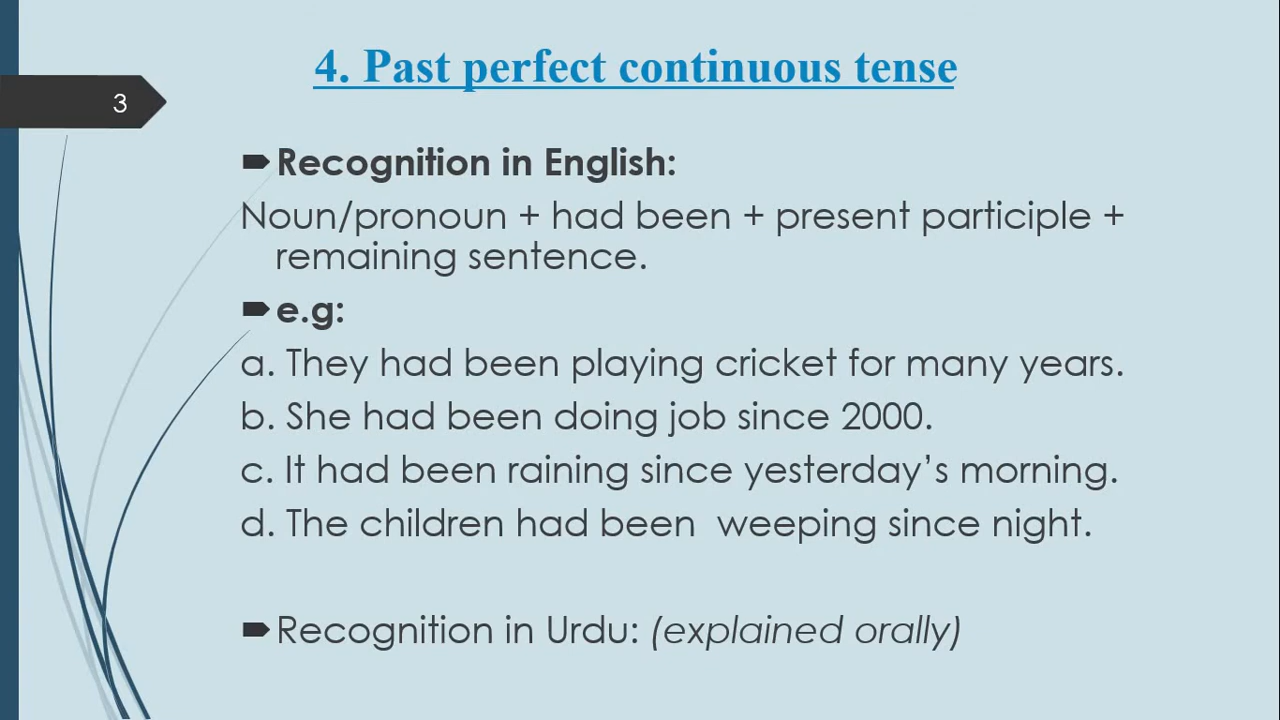 4. Past perfect continuous tense
3
Recognition in English:
Noun/pronoun + had been + present participle +
remaining sentence.
e.g:
a. They had been playing cricket for many years.
b. She had been doing job since 2000.
c. It had been raining since yesterday’s morning.
d. The children had been  weeping since night.
Recognition in Urdu: (explained orally)